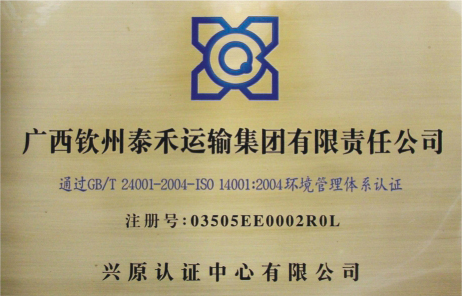 广西钦州泰禾运输集团有限责任公司
通过GB/T 24001-2004-ISO 14001:2004环境管理体系认证
注册号:03505EE0002R0L
兴原认证中心有限公司